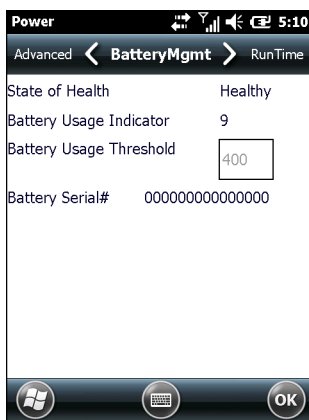 Power 5:10
Advanced BatteryMgmt RunTime
State of Health Healthy
Battery Usage Indicator 9
Battery Usage Threshold 400
Battery Serial# 000000000000000
OK